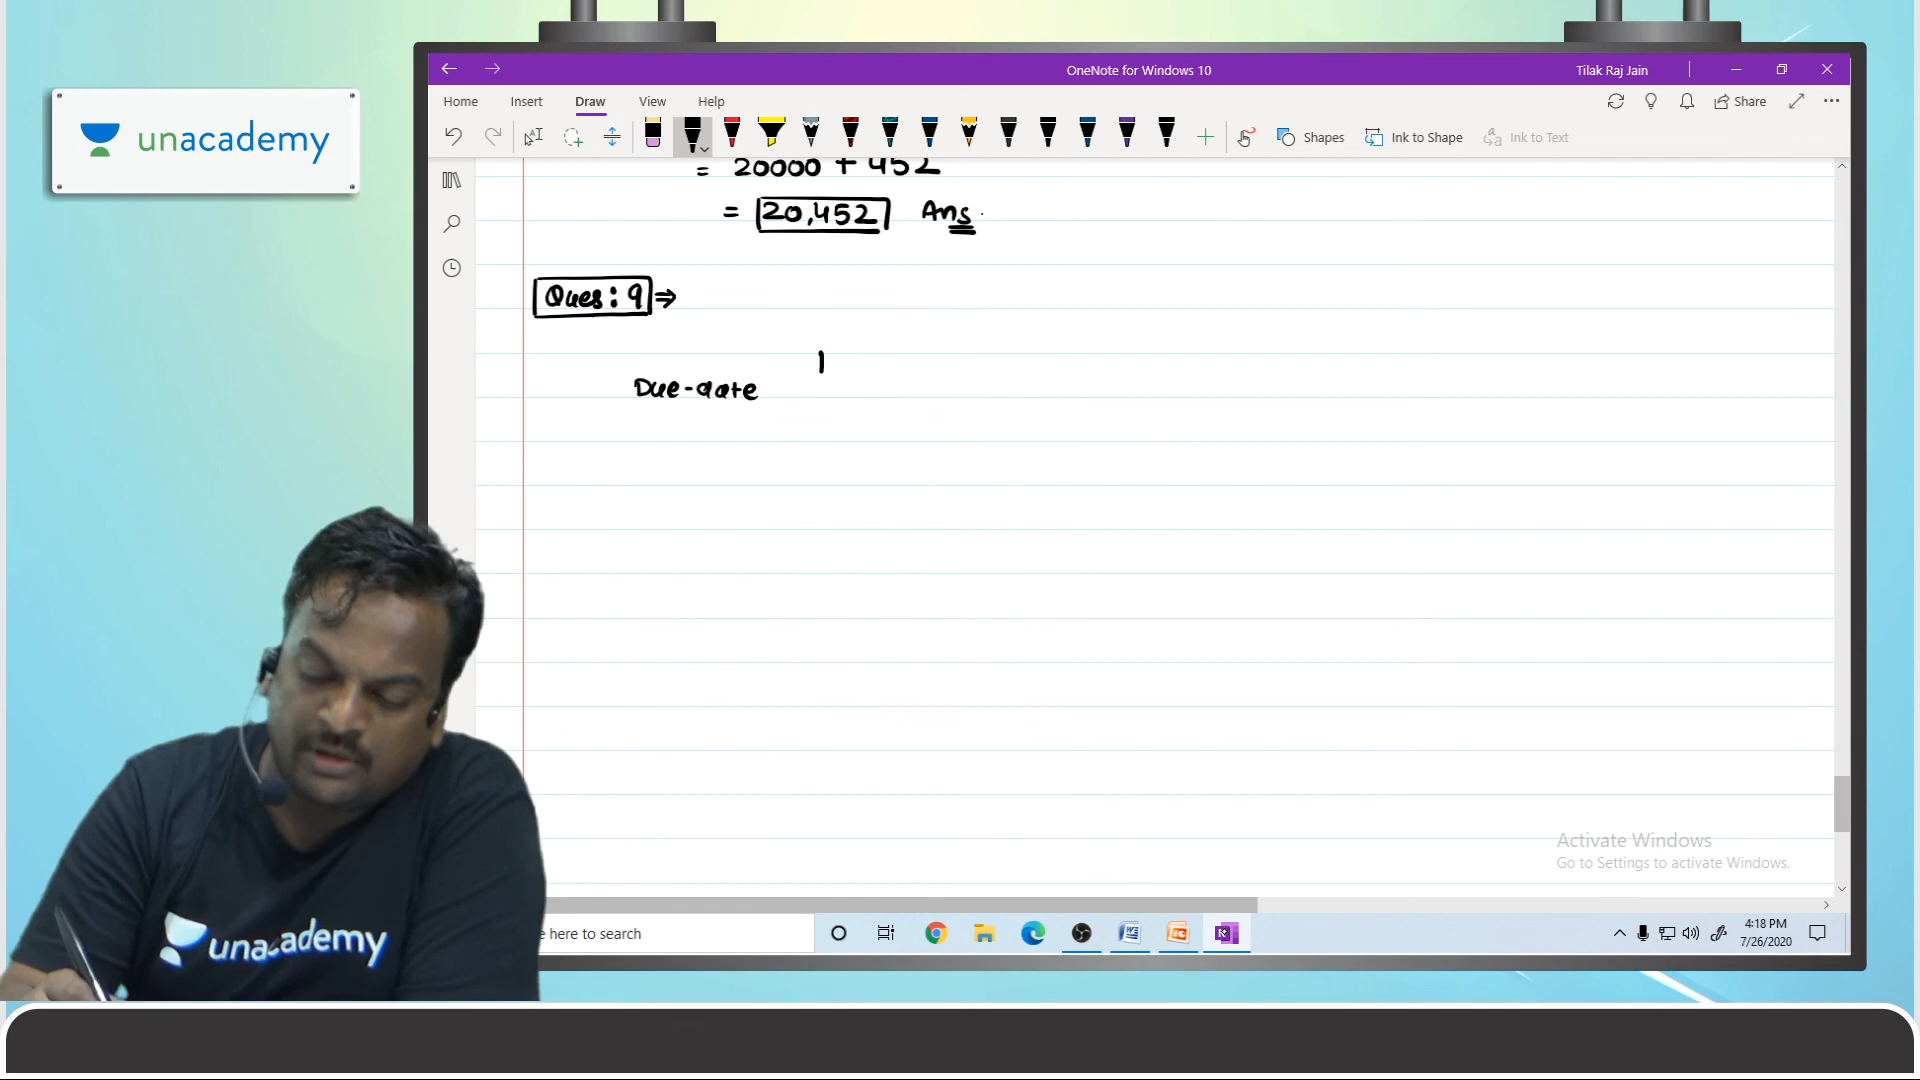 OneNote for Windows 10
Tilak Raj Jain
Home Insert Draw View Help
Share
Shapes Ink to Shape Ink to Text
unacademy
= 20000 + 452
= 20,452 Ans
Ques: 9 ⇒
Due-date
Activate Windows
Go to Settings to activate Windows.
unacademy
e here to search
4:18 PM
7/26/2020